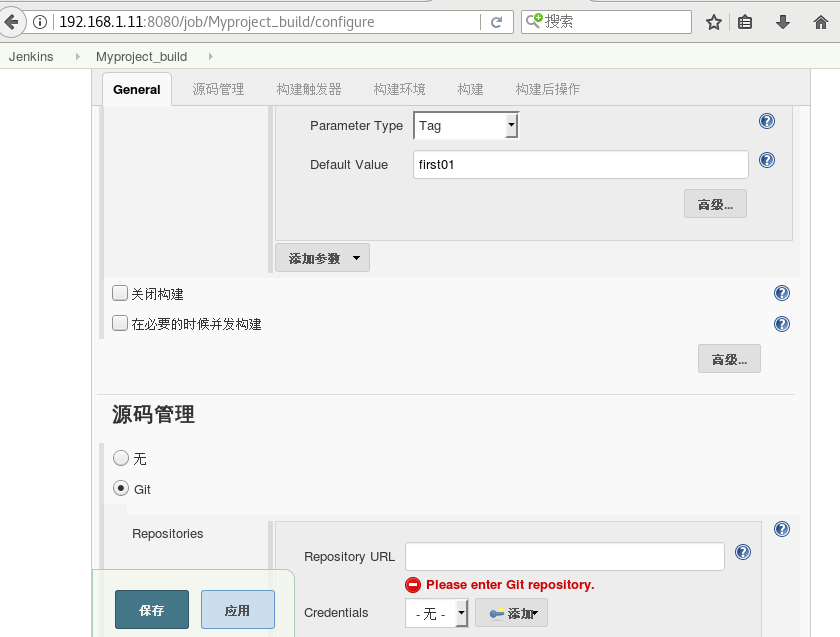 192.168.1.11:8080/job/Myproject_build/configure
搜索
Jenkins Myproject_build
General 源码管理 构建触发器 构建环境 构建 构建后操作
Parameter Type Tag
Default Value first01
高级...
添加参数
关闭构建
在必要的时候并发构建
高级...
源码管理
无
Git
Repositories
Repository URL
Please enter Git repository.
Credentials - 无 - 添加
保存 应用